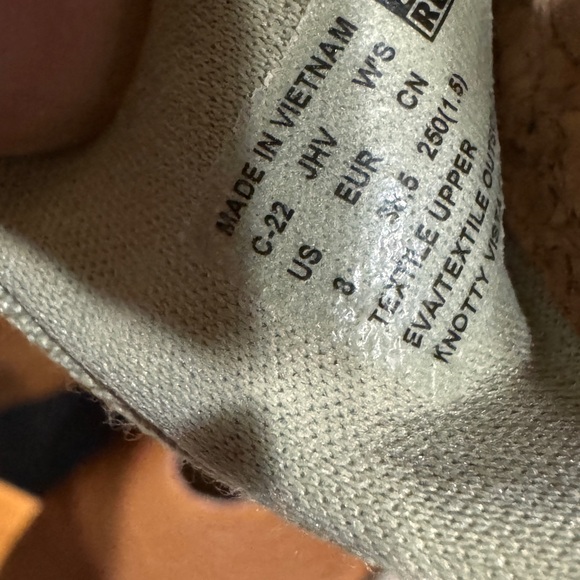 MADE IN VIETNAM
C-22 JHV W'S
US EUR CN
8 250(1.5)
TEXTILE UPPER
EVA/TEXTILE
KNOTTY